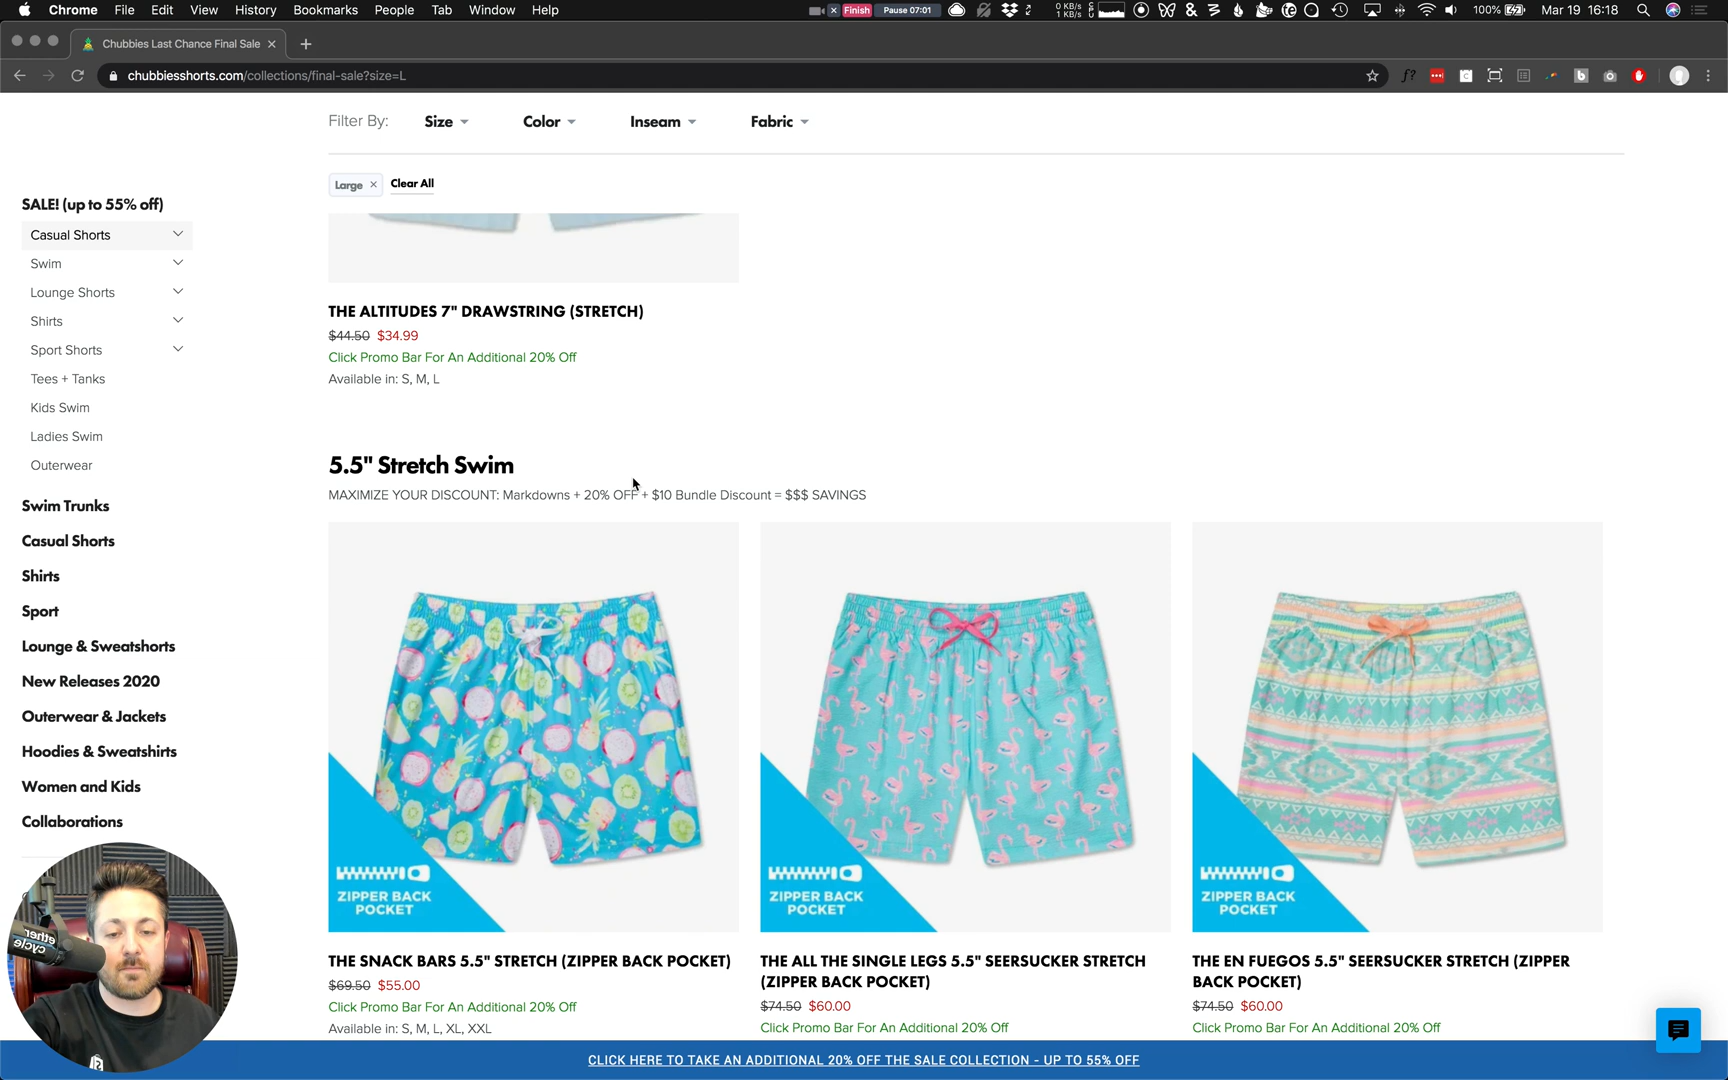 Chrome File Edit View History Bookmarks People Tab Window Help
Finish Pause 07:01 0 KB/s 1 KB/s 100% Mar 19 16:18
Chubbies Last Chance Final Sale
chubbiesshorts.com/collections/final-sale?size=L
Filter By: Size Color Inseam Fabric
Large × Clear All
SALE! (up to 55% off)
Casual Shorts
Swim
Lounge Shorts
Shirts
Sport Shorts
Tees + Tanks
Kids Swim
Ladies Swim
Outerwear
Swim Trunks
Casual Shorts
Shirts
Sport
Lounge & Sweatshorts
New Releases 2020
Outerwear & Jackets
Hoodies & Sweatshirts
Women and Kids
Collaborations
THE ALTITUDES 7" DRAWSTRING (STRETCH)
$44.50 $34.99
Click Promo Bar For An Additional 20% Off
Available in: S, M, L
5.5" Stretch Swim
MAXIMIZE YOUR DISCOUNT: Markdowns + 20% OFF + $10 Bundle Discount = $$$ SAVINGS
ZIPPER BACK
POCKET
ZIPPER BACK
POCKET
ZIPPER BACK
POCKET
THE SNACK BARS 5.5" STRETCH (ZIPPER BACK POCKET)
$69.50 $55.00
Click Promo Bar For An Additional 20% Off
Available in: S, M, L, XL, XXL
THE ALL THE SINGLE LEGS 5.5" SEERSUCKER STRETCH
(ZIPPER BACK POCKET)
$74.50 $60.00
Click Promo Bar For An Additional 20% Off
THE EN FUEGOS 5.5" SEERSUCKER STRETCH (ZIPPER
BACK POCKET)
$74.50 $60.00
Click Promo Bar For An Additional 20% Off
ether
cycle
CLICK HERE TO TAKE AN ADDITIONAL 20% OFF THE SALE COLLECTION - UP TO 55% OFF